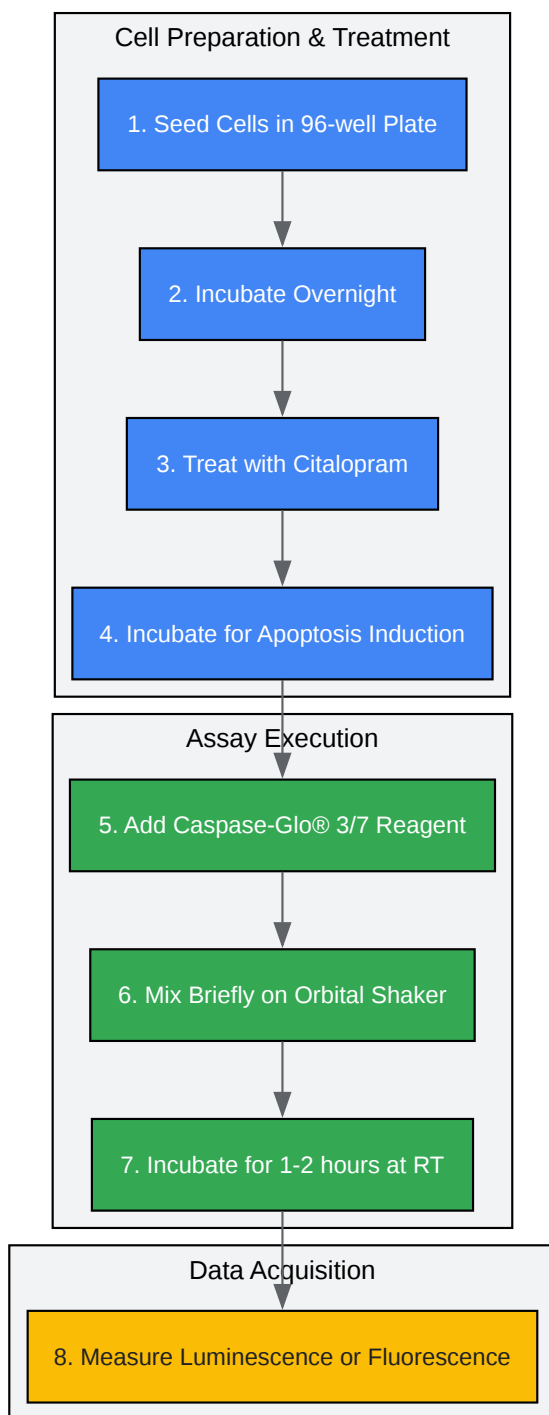 Cell Preparation & Treatment
1. Seed Cells in 96-well Plate
2. Incubate Overnight
3. Treat with Citalopram
4. Incubate for Apoptosis Induction
Assay Execution
5. Add Caspase-Glo® 3/7 Reagent
6. Mix Briefly on Orbital Shaker
7. Incubate for 1-2 hours at RT
Data Acquisition
8. Measure Luminescence or Fluorescence